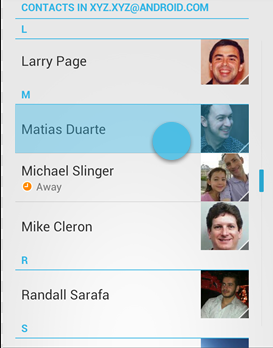 CONTACTS IN XYZ.XYZ@ANDROID.COM
L
Larry Page
M
Matias Duarte
Michael Slinger
Away
Mike Cleron
R
Randall Sarafa
S